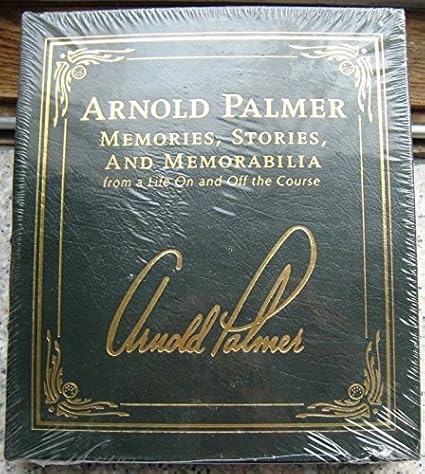 ARNOLD PALMER
MEMORIES, STORIES,
AND MEMORABILIA
from a Life On and Off the Course
Arnold Palmer